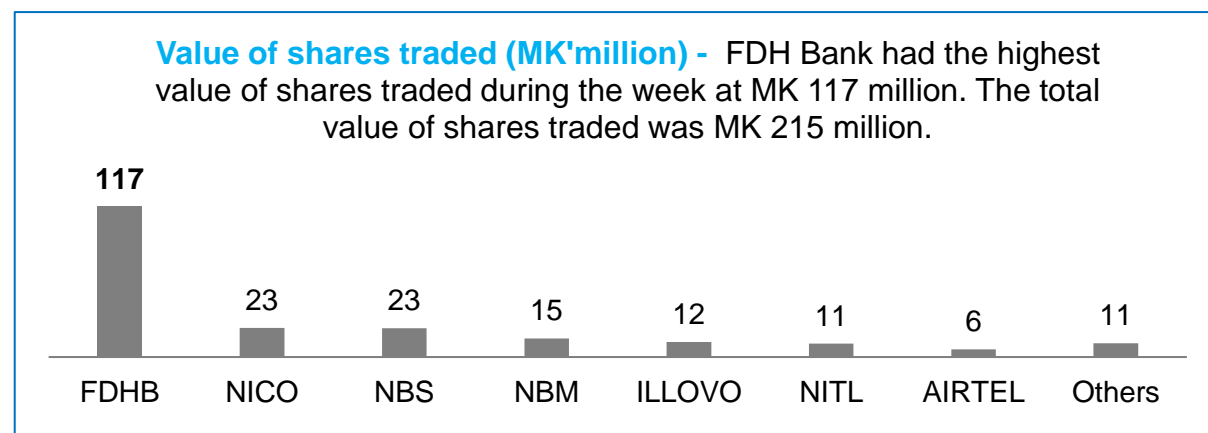 Value of shares traded (MK'million) - FDH Bank had the highest
value of shares traded during the week at MK 117 million. The total
value of shares traded was MK 215 million.
117
23
23
15
12
11
6
11
FDHB
NICO
NBS
NBM
ILLOVO
NITL
AIRTEL
Others